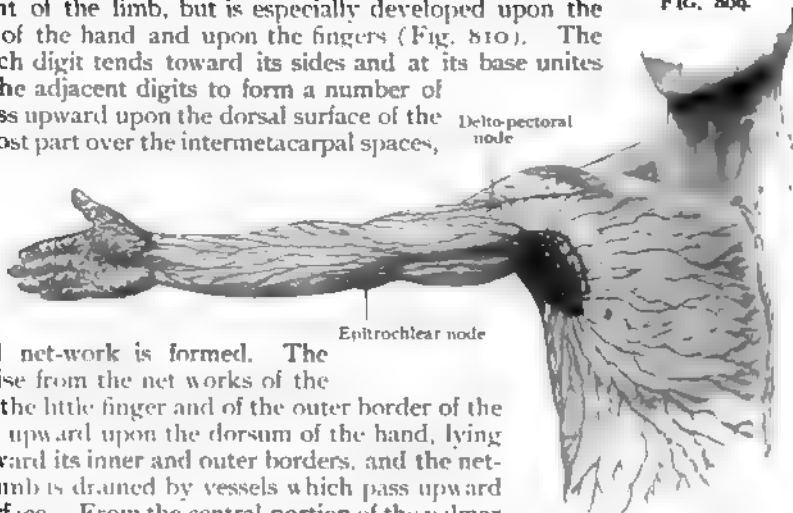 nt of the limb, but is especially developed upon the
of the hand and upon the fingers (Fig. 810). The
ch digit tends toward its sides and at its base unites
he adjacent digits to form a number of
ss upward upon the dorsal surface of the
ost part over the intermetacarpal spaces,
Fig. 809.
Delto-pectoral
node
Epitrochlear node
l net-work is formed. The
ise from the net works of the
the little finger and of the outer border of the
upward upon the dorsum of the hand, lying
ward its inner and outer borders, and the net-
umb is drained by vessels which pass upward
From the central portion of the palmar